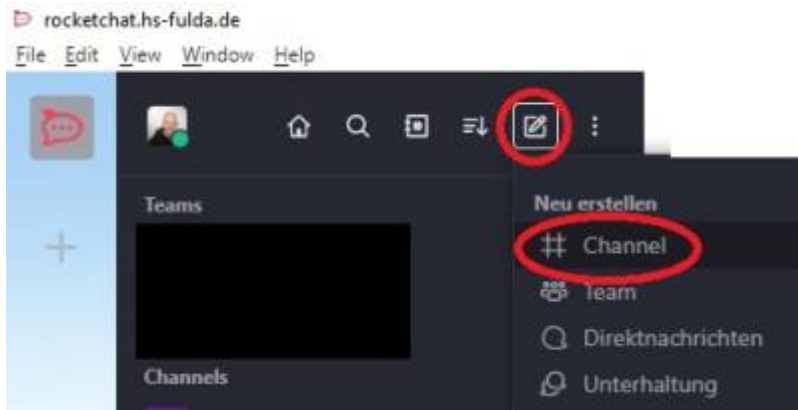 rocketchat.hs-fulda.de
File Edit View Window Help
Teams
Neu erstellen
Channel
Team
Direktnachrichten
Channels
Unterhaltung